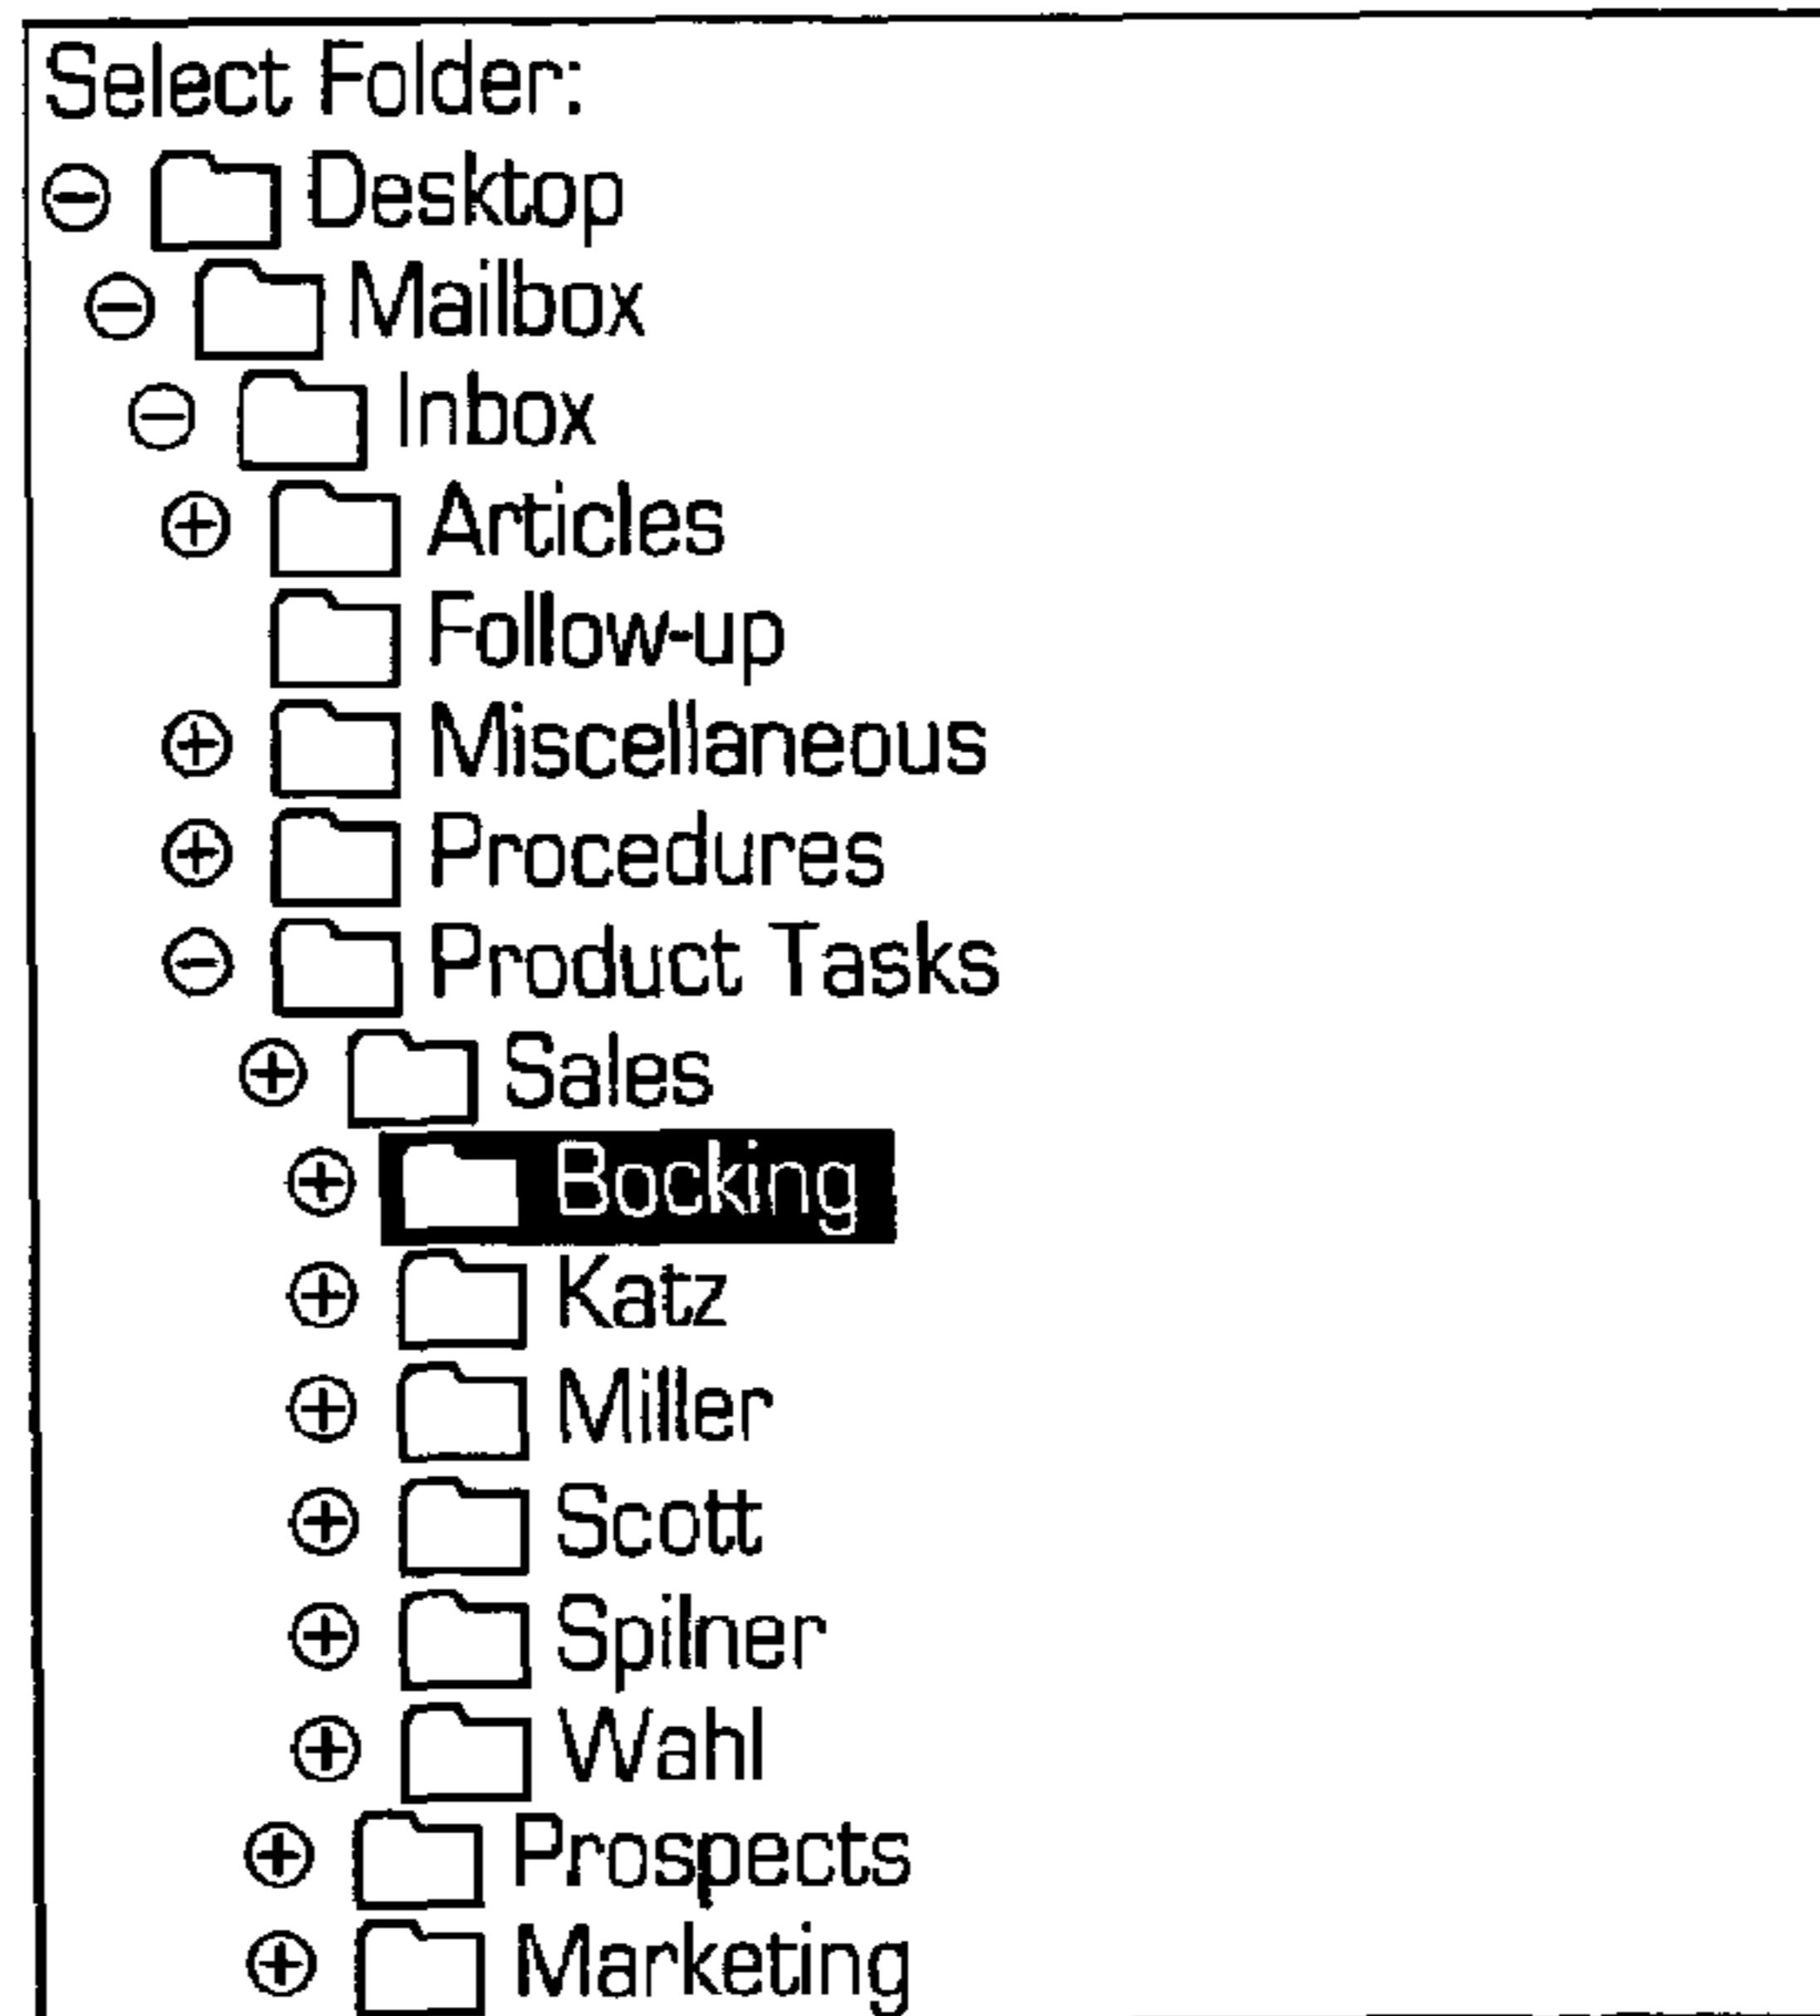 Select Folder:
Desktop
Mailbox
Inbox
Articles
Follow-up
Miscellaneous
Procedures
Product Tasks
Sales
Bocking
Katz
Miller
Scott
Spilner
Wahl
Prospects
Marketing